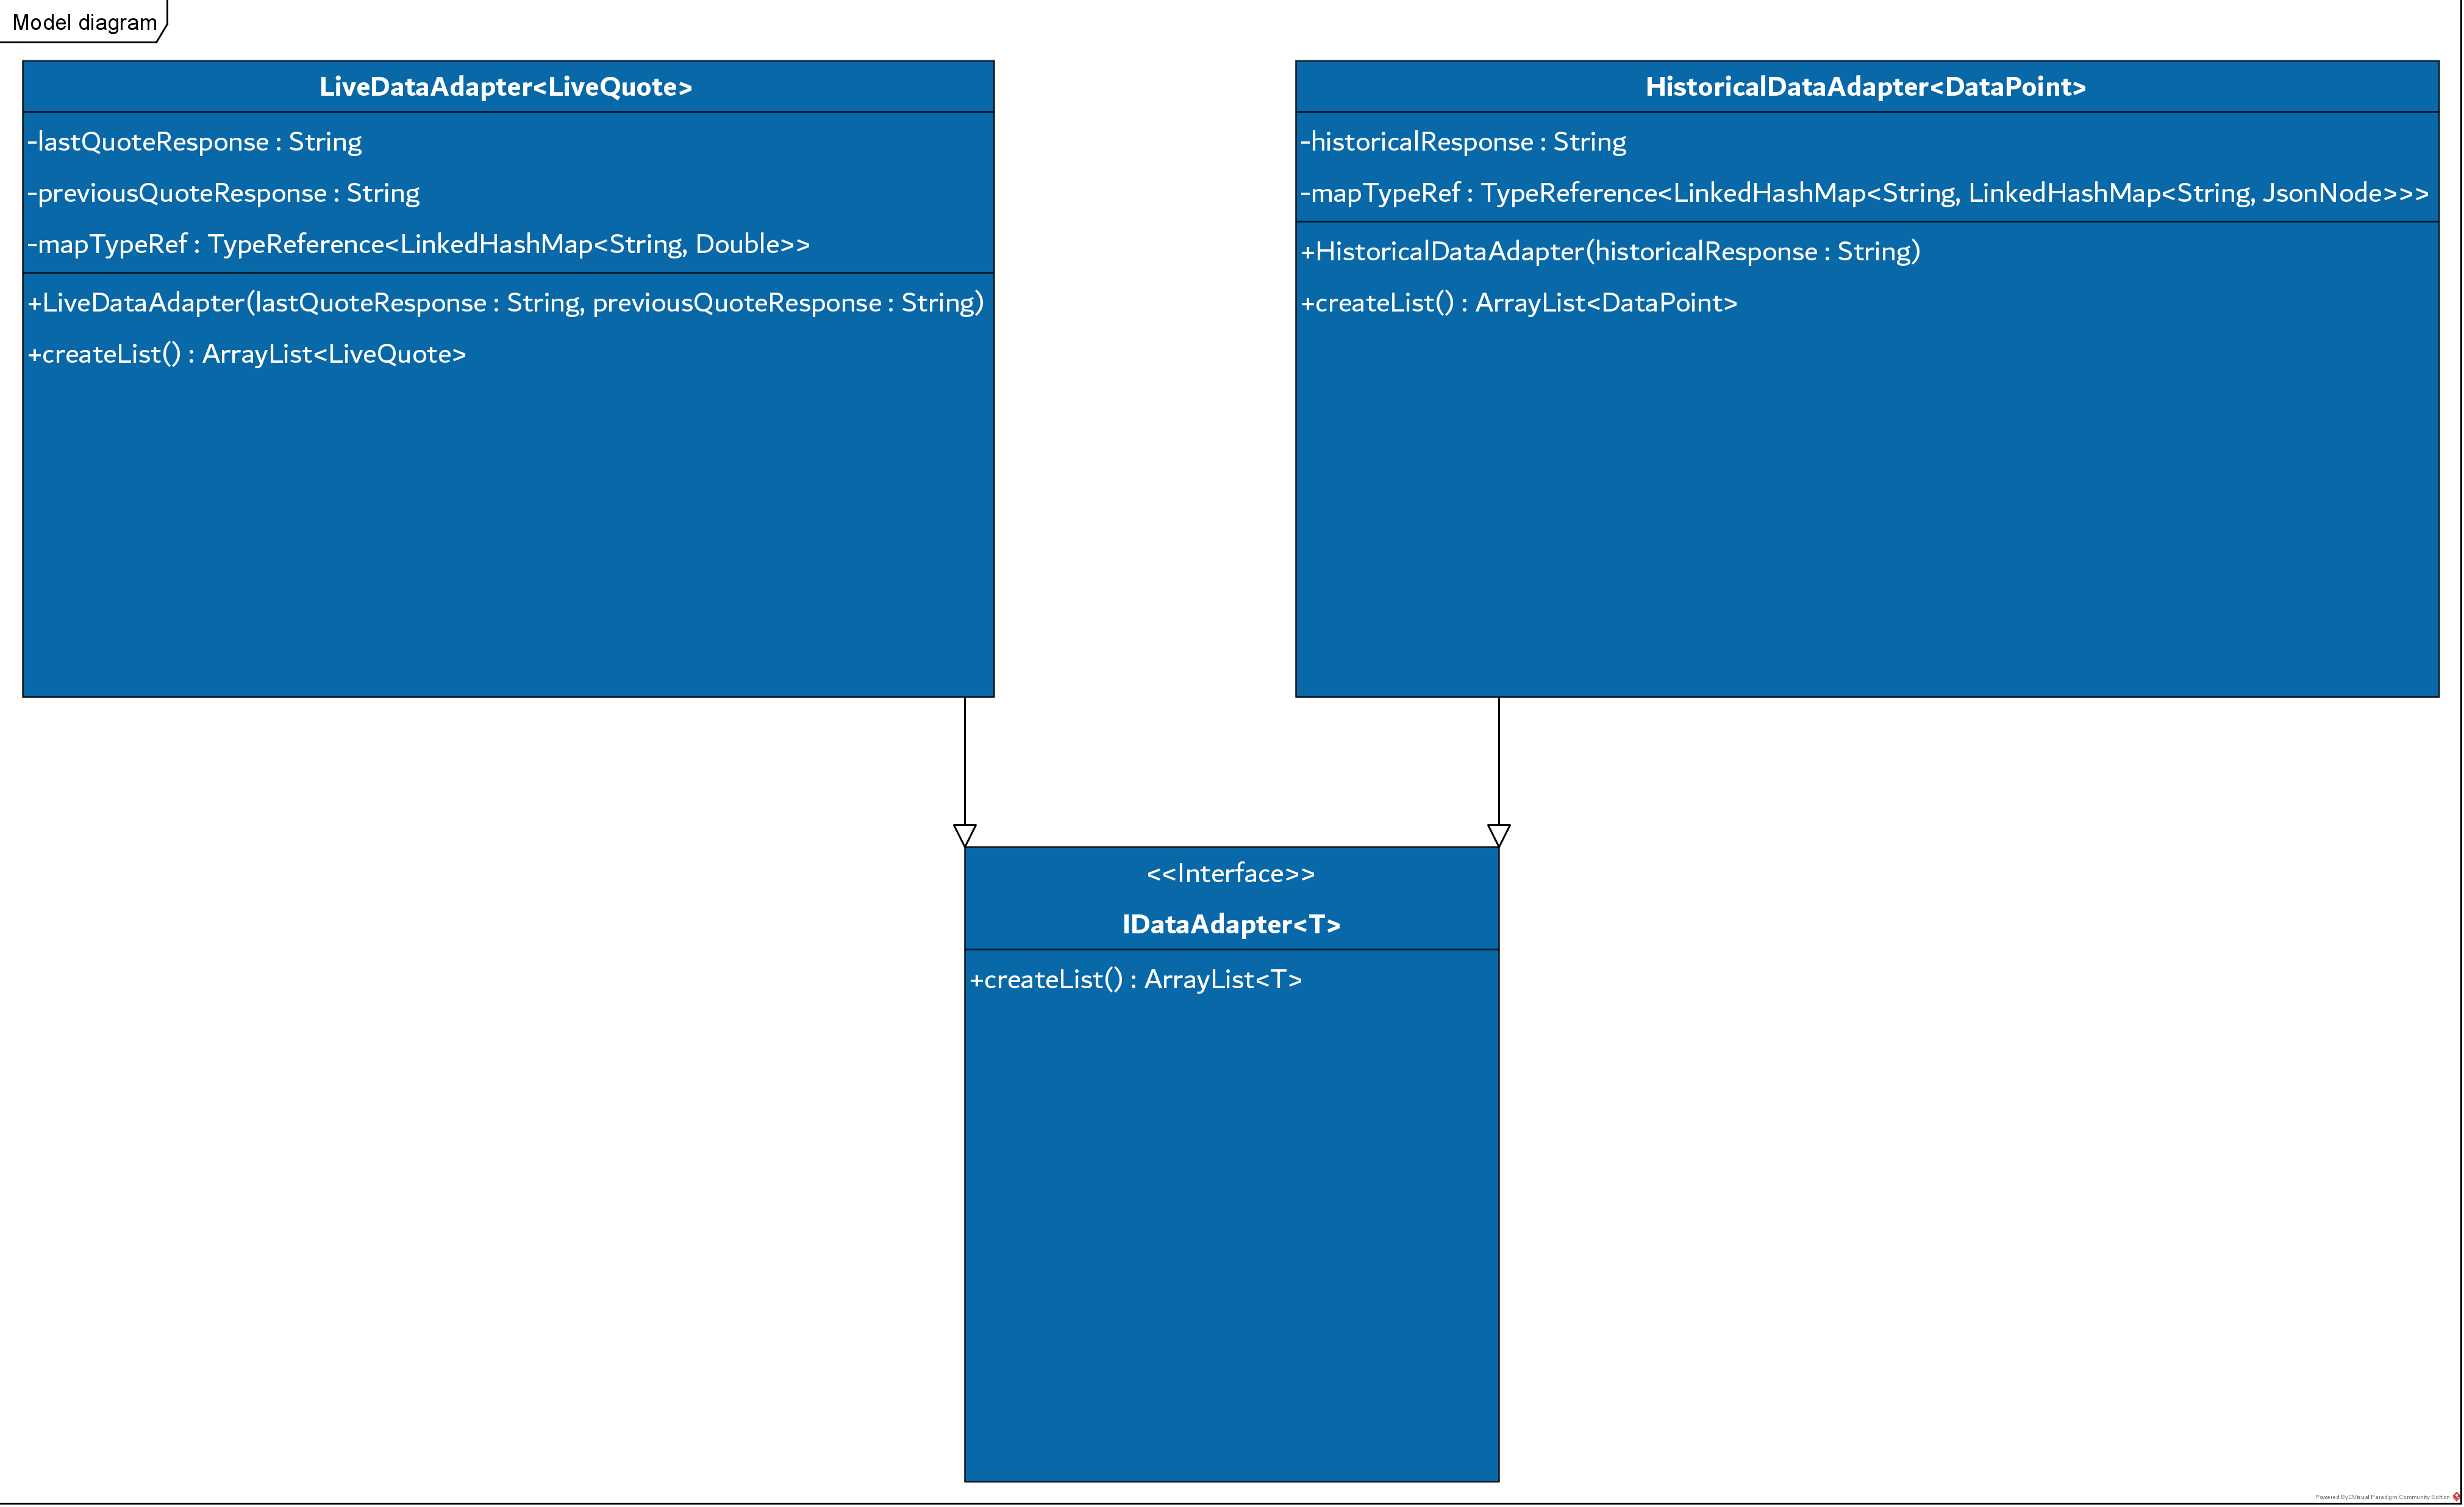 Model diagram
LiveDataAdapter<LiveQuote>
-lastQuoteResponse : String
-previousQuoteResponse : String
-mapTypeRef : TypeReference<LinkedHashMap<String, Double>>
+LiveDataAdapter(lastQuoteResponse : String, previousQuoteResponse : String)
+createList() : ArrayList<LiveQuote>
HistoricalDataAdapter<DataPoint>
-historicalResponse : String
-mapTypeRef : TypeReference<LinkedHashMap<String, LinkedHashMap<String, JsonNode>>>
+HistoricalDataAdapter(historicalResponse : String)
+createList() : ArrayList<DataPoint>
<<Interface>>
IDataAdapter<T>
+createList() : ArrayList<T>
Powered By Visual Paradigm Community Edition